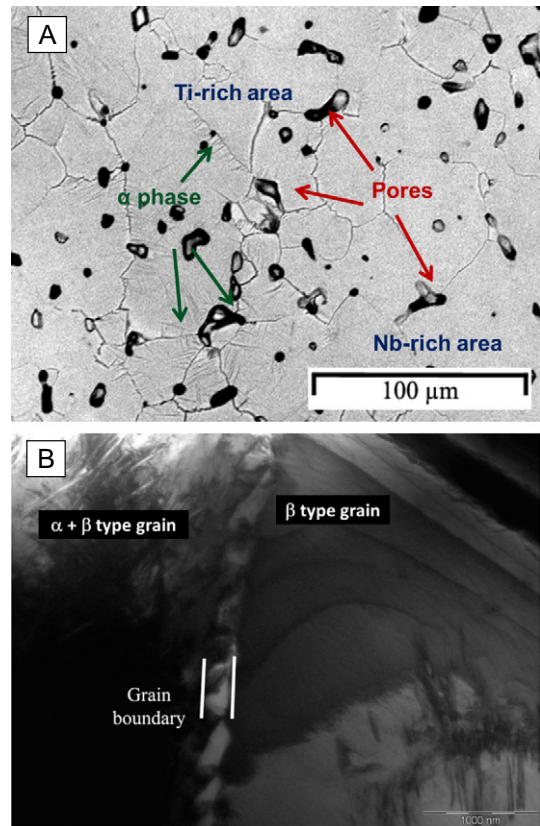 A
Ti-rich area
α phase
Pores
Nb-rich area
100 µm
B
α + β type grain
β type grain
Grain
boundary
1000 nm